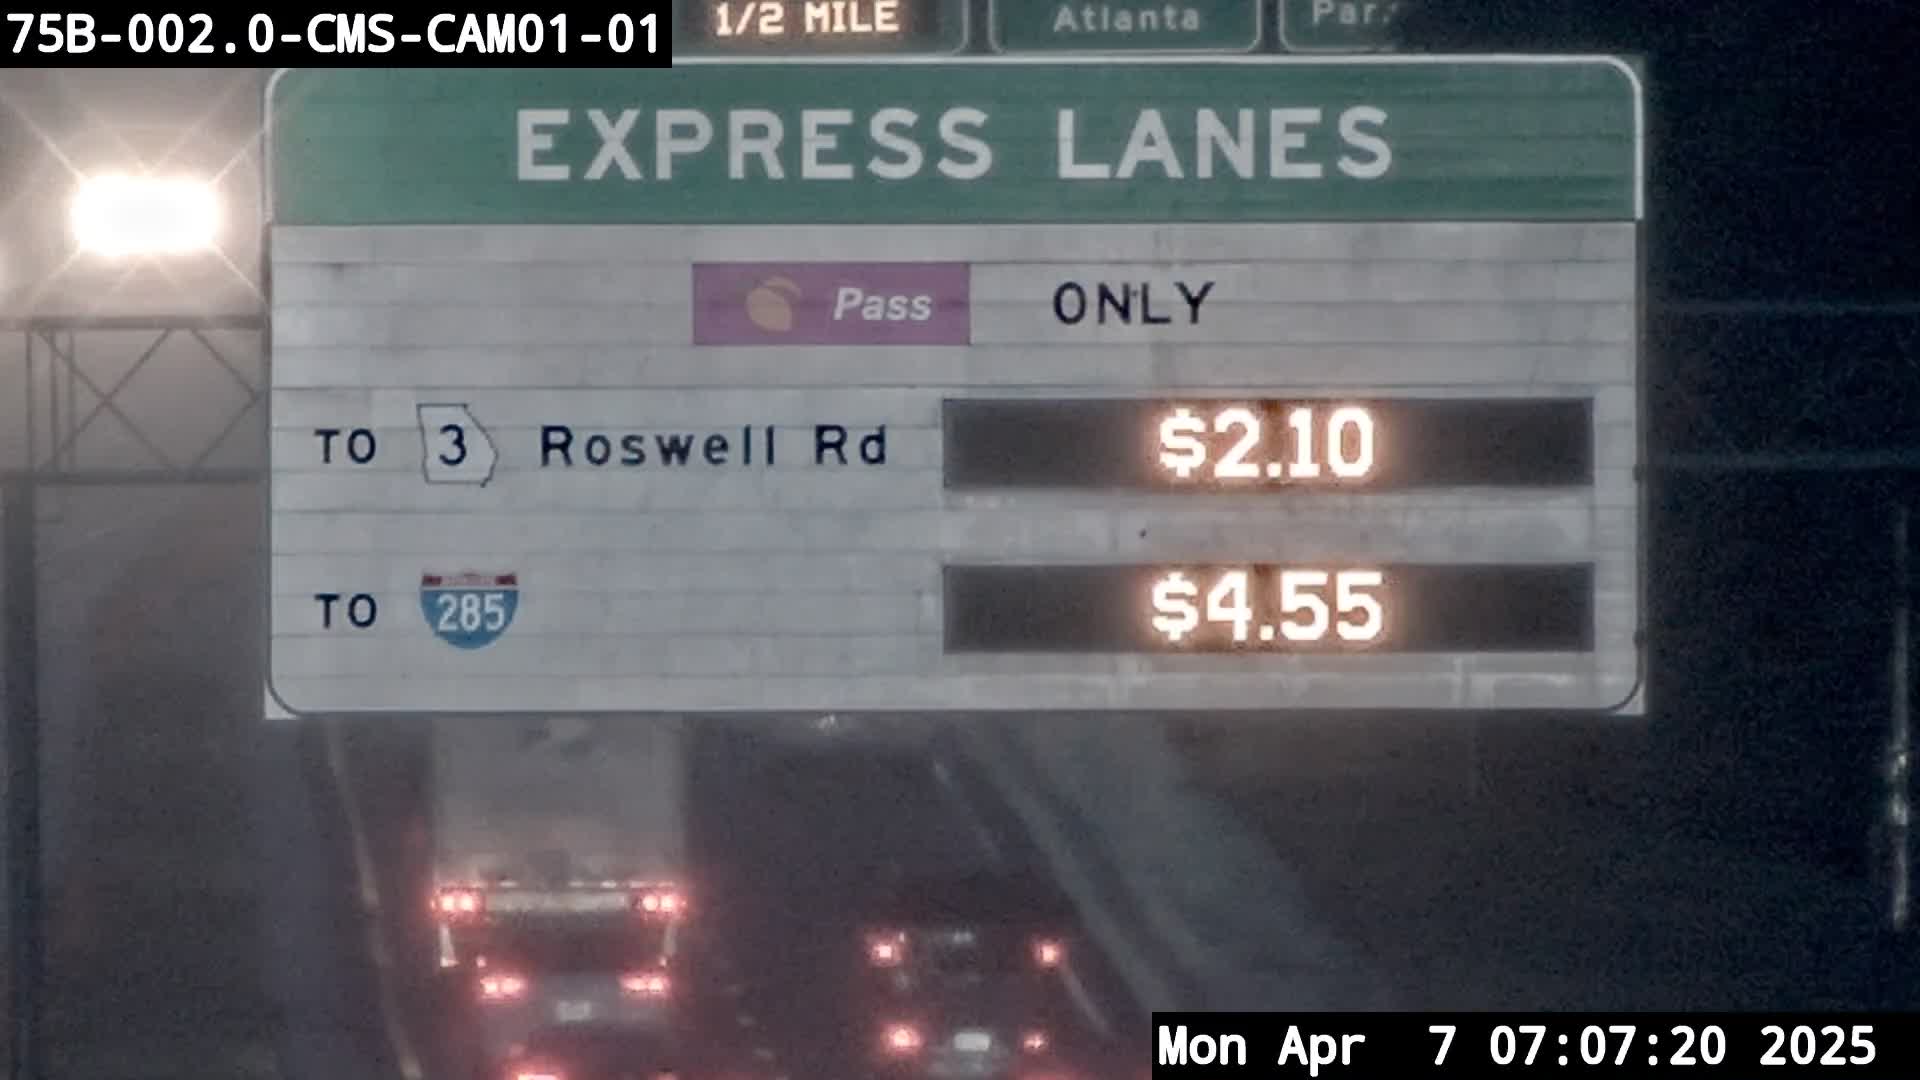 75B-002.0-CMS-CAM01-01
1/2 MILE
Atlanta
EXPRESS LANES
Pass ONLY
TO 3 Roswell Rd $2.10
TO 285 $4.55
Mon Apr 7 07:07:20 2025